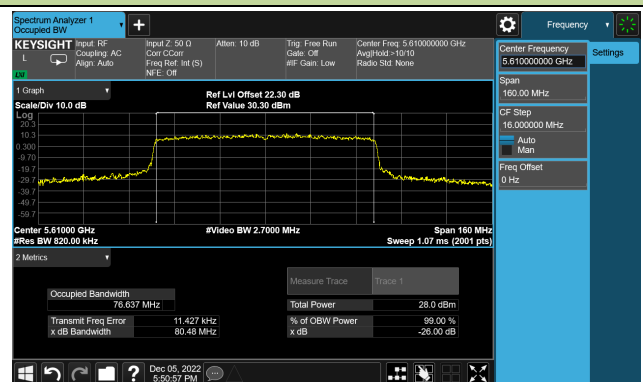 Spectrum Analyzer 1
Occupied BW
Frequency
KEYSIGHT
L
LXI
Input: RF
Coupling: AC
Align: Auto
Input Z: 50 Ω
Corr CCorr
Freq Ref: Int (S)
NFE: Off
Atten: 10 dB
Trig: Free Run
Gate: Off
#IF Gain: Low
Center Freq: 5.610000000 GHz
Avg|Hold:>10/10
Radio Std: None
Center Frequency
5.610000000 GHz
Settings
Span
160.00 MHz
CF Step
16.000000 MHz
Auto
Man
Freq Offset
0 Hz
1 Graph
Scale/Div 10.0 dB
Ref Lvl Offset 22.30 dB
Ref Value 30.30 dBm
Log
20.3
10.3
0.300
-9.70
-19.7
-29.7
-39.7
-49.7
-59.7
Center 5.61000 GHz
#Res BW 820.00 kHz
#Video BW 2.7000 MHz
Span 160 MHz
Sweep 1.07 ms (2001 pts)
2 Metrics
Measure Trace
Trace 1
Occupied Bandwidth
76.637 MHz
Total Power
28.0 dBm
Transmit Freq Error
11.427 kHz
% of OBW Power
99.00 %
x dB Bandwidth
80.48 MHz
x dB
-26.00 dB
Dec 05, 2022
5:50:57 PM